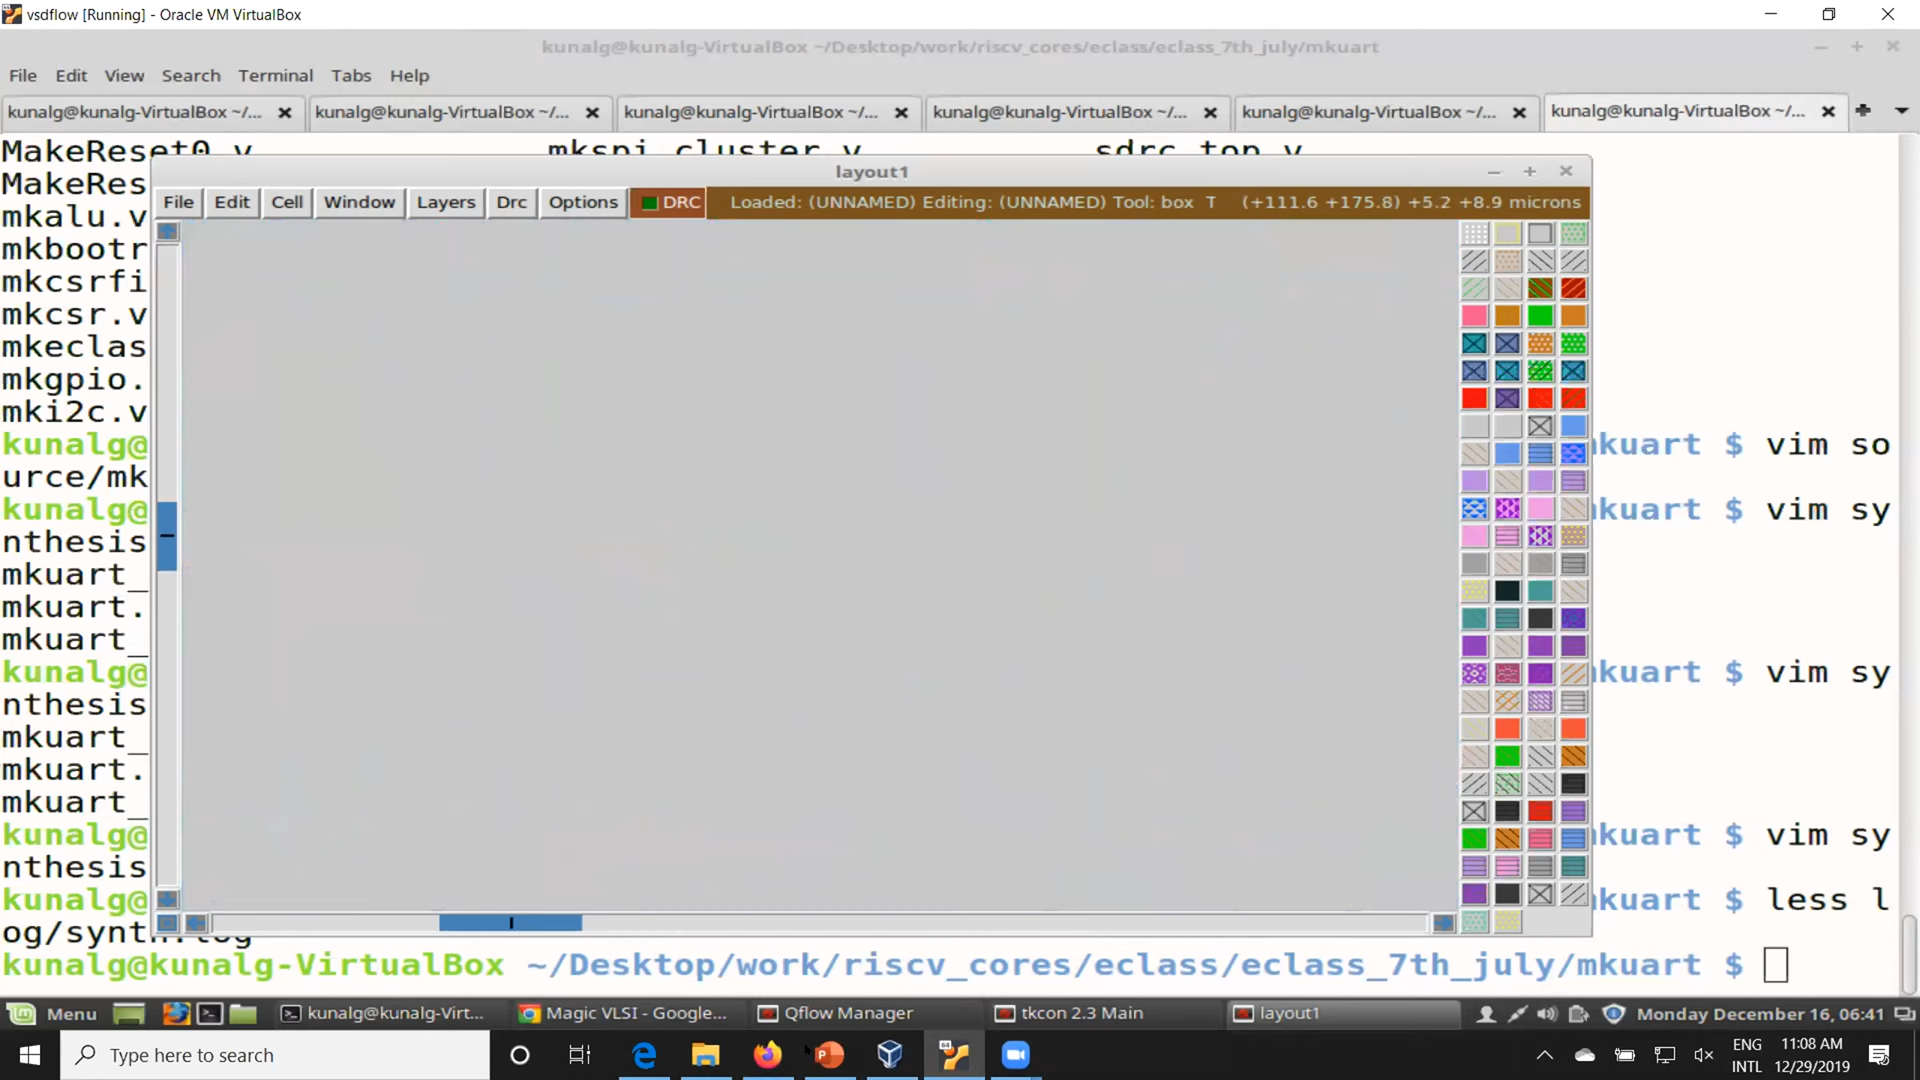 vsdflow [Running] - Oracle VM VirtualBox
kunalg@kunalg-VirtualBox ~/Desktop/work/riscv_cores/eclass/eclass_7th_july/mkuart
File Edit View Search Terminal Tabs Help
kunalg@kunalg-VirtualBox ~/... kunalg@kunalg-VirtualBox ~/... kunalg@kunalg-VirtualBox ~/... kunalg@kunalg-VirtualBox ~/... kunalg@kunalg-VirtualBox ~/... kunalg@kunalg-VirtualBox ~/...
MakeReset0.v mkspi_cluster.v sdrc_top.v
layout1
MakeRes
File Edit Cell Window Layers Drc Options DRC Loaded: (UNNAMED) Editing: (UNNAMED) Tool: box T (+111.6 +175.8) +5.2 +8.9 microns
mkalu.v
mkbootr
mkcsrfi
mkcsr.v
mkeclas
mkgpio.
mki2c.v
kunalg@ mkuart $ vim so
urce/mk
kunalg@ mkuart $ vim sy
nthesis
mkuart_
mkuart.
mkuart_
kunalg@ mkuart $ vim sy
nthesis
mkuart_
mkuart.
mkuart_
kunalg@ mkuart $ vim sy
nthesis
kunalg@ mkuart $ less l
og/synth.log
kunalg@kunalg-VirtualBox ~/Desktop/work/riscv_cores/eclass/eclass_7th_july/mkuart $
Menu kunalg@kunalg-Virt... Magic VLSI - Google... Qflow Manager tkcon 2.3 Main layout1 Monday December 16, 06:41
Type here to search
ENG
INTL
11:08 AM
12/29/2019